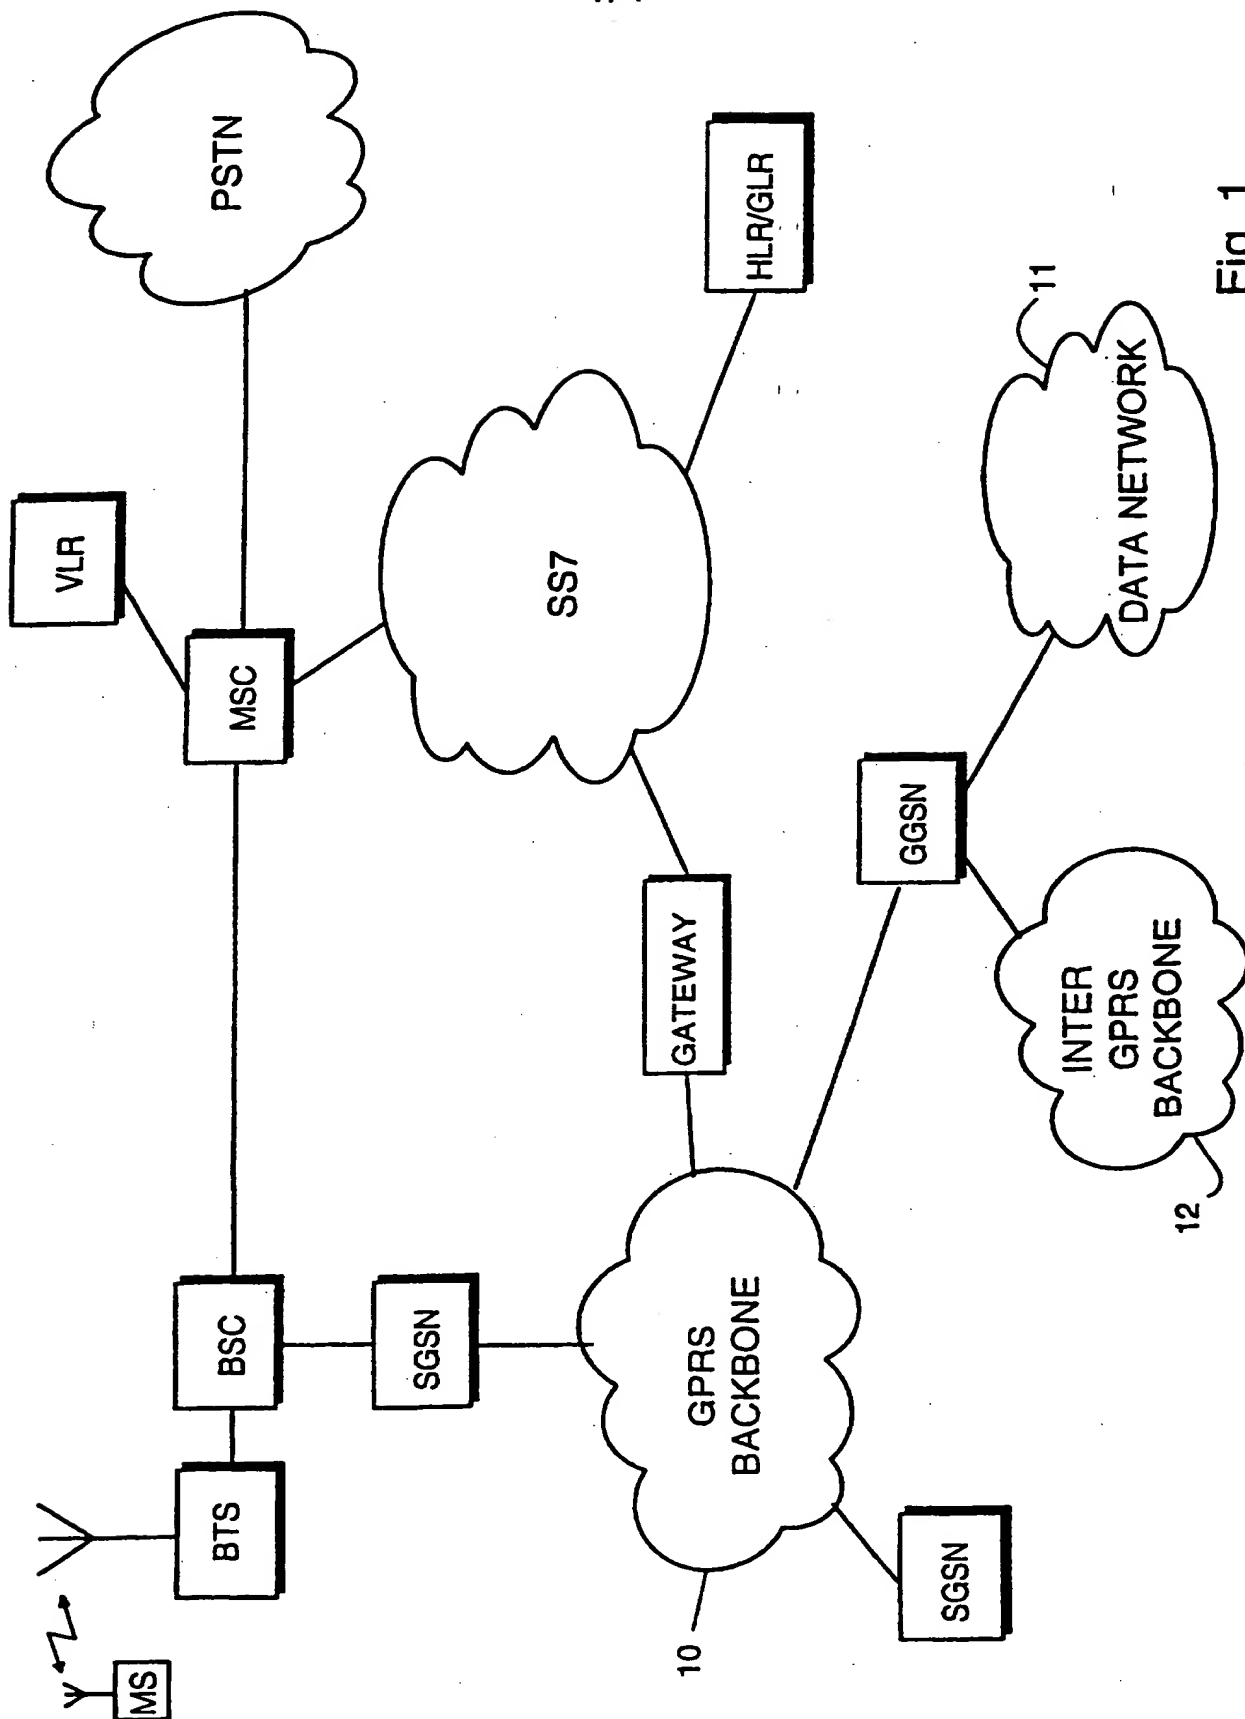 MS
BTS
BSC
MSC
VLR
PSTN
SGSN
GPRS
BACKBONE
10
SGSN
GATEWAY
SS7
HLR/GLR
GGSN
INTER
GPRS
BACKBONE
12
DATA NETWORK
11
Fig. 1